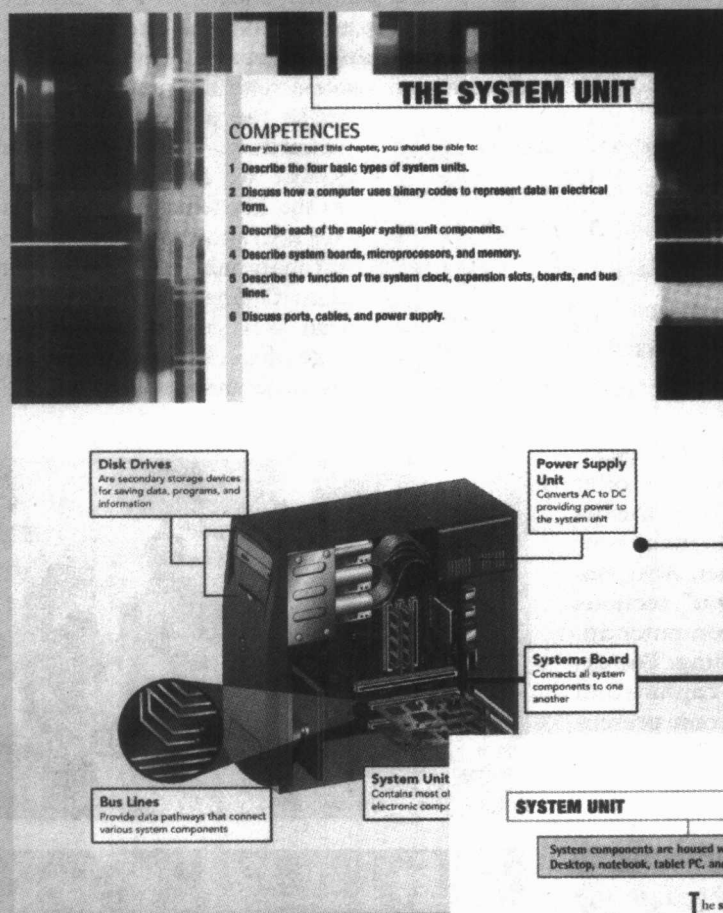 THE SYSTEM UNIT
COMPETENCIES
After you have read this chapter, you should be able to:
1 Describe the four basic types of system units.
2 Discuss how a computer uses binary codes to represent data in electrical
form.
3 Describe each of the major system unit components.
4 Describe system boards, microprocessors, and memory.
5 Describe the function of the system clock, expansion slots, boards, and bus
lines.
6 Discuss ports, cables, and power supply.
Disk Drives
Are secondary storage devices
for saving data, programs, and
information
Power Supply
Unit
Converts AC to DC
providing power to
the system unit
Systems Board
Connects all system
components to one
another
System Unit
Contains most
electronic
Bus Lines
Provide data pathways that connect
various system components
SYSTEM UNIT
System components are housed
Desktop, notebook, tablet PC,
The